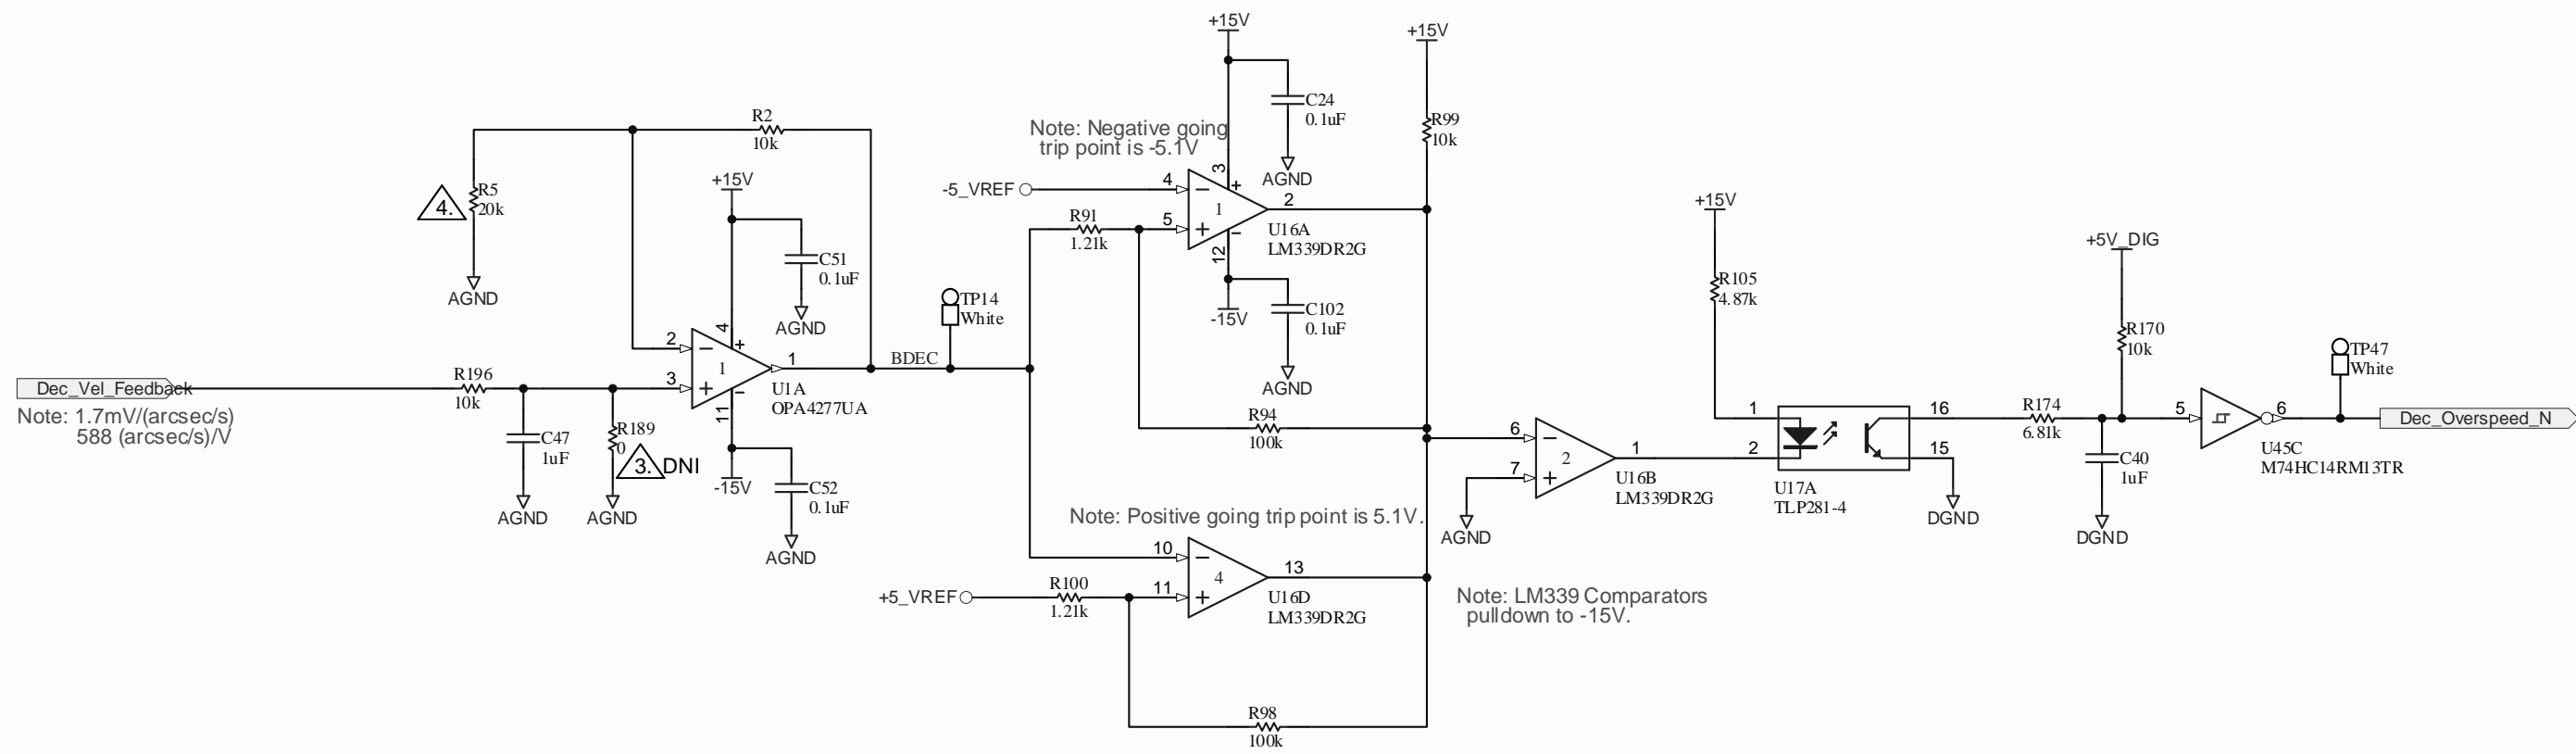 +15V
+15V
C24
0.1uF
R99
10k
R2
10k
Note: Negative going
trip point is -5.1V
AGND
3
+
+15V
4.
R5
20k
-5_VREF
4
−
1
2
R91
1.21k
5
+
U16A
LM339DR2G
12
−
+15V
R105
4.87k
+5V_DIG
C51
0.1uF
AGND
AGND
TP14
White
-15V
C102
0.1uF
AGND
R170
10k
TP47
White
4
+
2
−
1
1
BDEC
Dec_Vel_Feedback
R196
10k
3
+
−
11
U1A
OPA4277UA
Note: 1.7mV/(arcsec/s)
588 (arcsec/s)/V
C47
1uF
R189
0
3.
DNI
AGND
AGND
-15V
C52
0.1uF
AGND
R94
100k
6
−
2
7
+
1
U16B
LM339DR2G
AGND
1
2
16
15
U17A
TLP281-4
DGND
R174
6.81k
C40
1uF
DGND
5
6
U45C
M74HC14RM13TR
Dec_Overspeed_N
Note: Positive going trip point is 5.1V.
10
−
4
13
+5_VREF
R100
1.21k
11
+
U16D
LM339DR2G
Note: LM339 Comparators
pulldown to -15V.
R98
100k